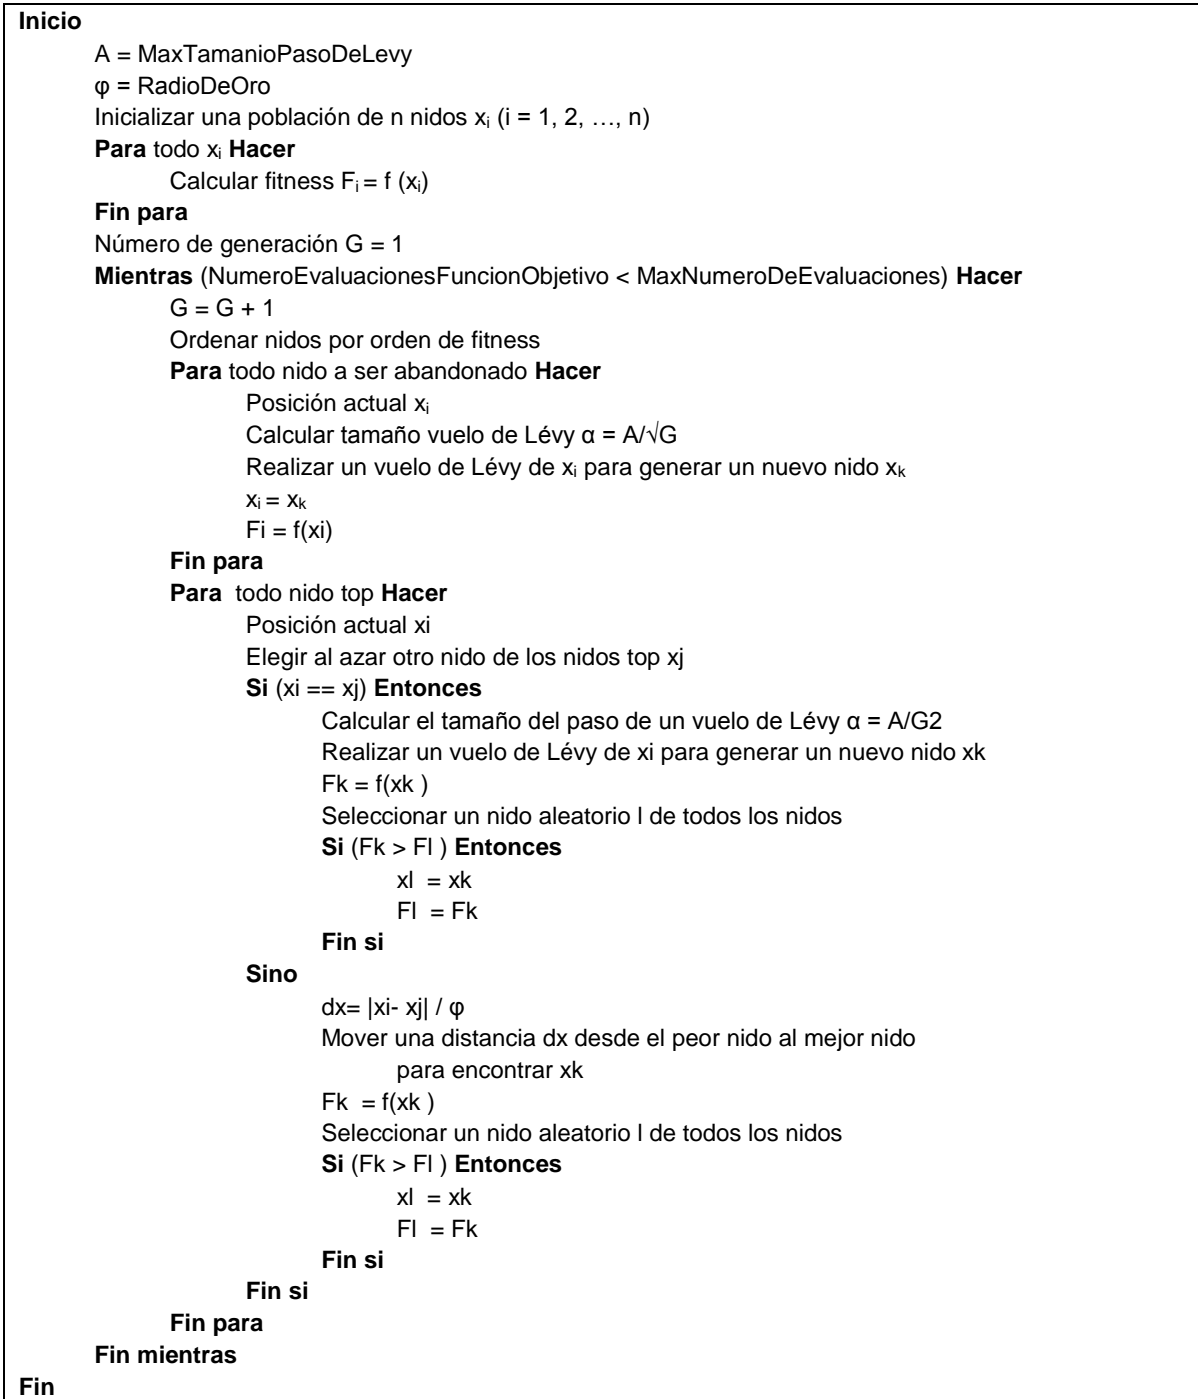 Inicio
A = MaxTamanioPasoDeLevy
φ = RadioDeOro
Inicializar una población de n nidos xi (i = 1, 2, …, n)
Para todo xi Hacer
Calcular fitness Fi = f (xi)
Fin para
Número de generación G = 1
Mientras (NumeroEvaluacionesFuncionObjetivo < MaxNumeroDeEvaluaciones) Hacer
G = G + 1
Ordenar nidos por orden de fitness
Para todo nido a ser abandonado Hacer
Posición actual xi
Calcular tamaño vuelo de Lévy α = A/√G
Realizar un vuelo de Lévy de xi para generar un nuevo nido xk
xi = xk
Fi = f(xi)
Fin para
Para todo nido top Hacer
Posición actual xi
Elegir al azar otro nido de los nidos top xj
Si (xi == xj) Entonces
Calcular el tamaño del paso de un vuelo de Lévy α = A/G2
Realizar un vuelo de Lévy de xi para generar un nuevo nido xk
Fk = f(xk )
Seleccionar un nido aleatorio l de todos los nidos
Si (Fk > Fl ) Entonces
xl = xk
Fl = Fk
Fin si
Sino
dx= |xi- xj| / φ
Mover una distancia dx desde el peor nido al mejor nido
para encontrar xk
Fk = f(xk )
Seleccionar un nido aleatorio l de todos los nidos
Si (Fk > Fl ) Entonces
xl = xk
Fl = Fk
Fin si
Fin si
Fin para
Fin mientras
Fin